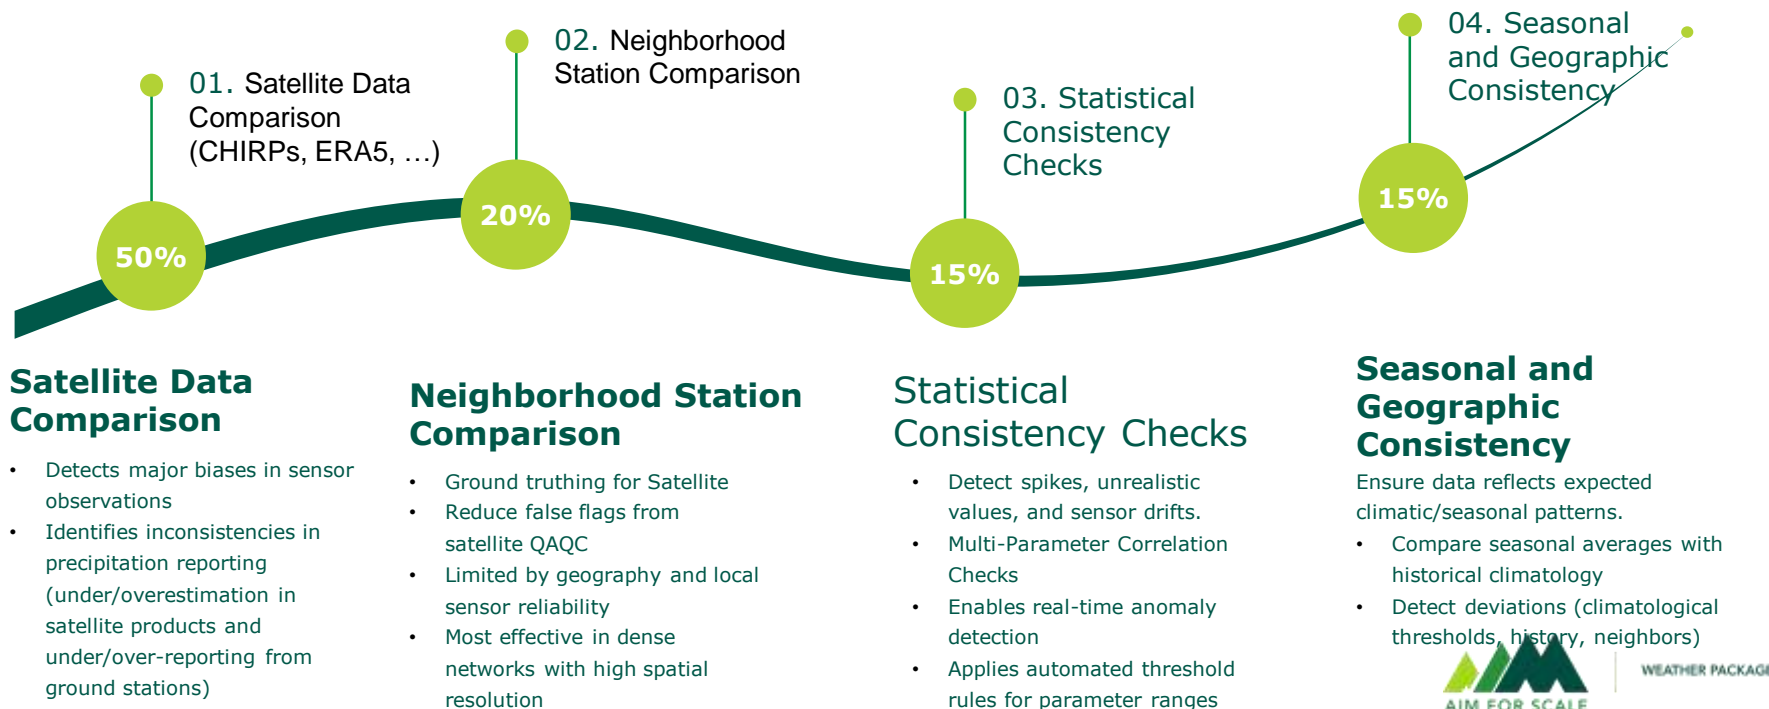 01. Satellite Data
Comparison
(CHIRPs, ERA5, …)
02. Neighborhood
Station Comparison
03. Statistical
Consistency
Checks
04. Seasonal
and Geographic
Consistency
50%
20%
15%
15%
Satellite Data
Comparison
• Detects major biases in sensor
observations
• Identifies inconsistencies in
precipitation reporting
(under/overestimation in
satellite products and
under/over-reporting from
ground stations)
Neighborhood Station
Comparison
• Ground truthing for Satellite
• Reduce false flags from
satellite QAQC
• Limited by geography and local
sensor reliability
• Most effective in dense
networks with high spatial
resolution
Statistical
Consistency Checks
• Detect spikes, unrealistic
values, and sensor drifts.
• Multi-Parameter Correlation
Checks
• Enables real-time anomaly
detection
• Applies automated threshold
rules for parameter ranges
Seasonal and
Geographic
Consistency
Ensure data reflects expected
climatic/seasonal patterns.
• Compare seasonal averages with
historical climatology
• Detect deviations (climatological
thresholds, history, neighbors)
AIM FOR SCALE
WEATHER PACKAGE